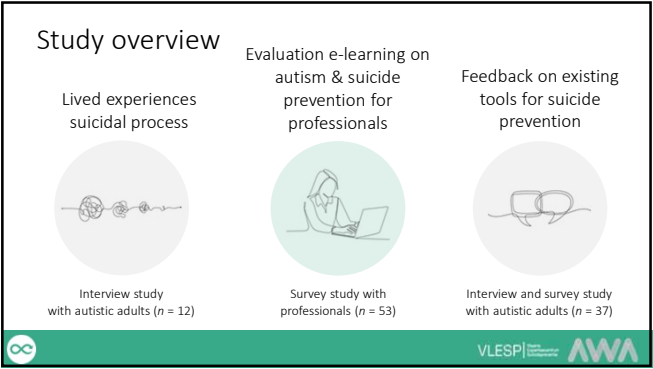 Study overview
Lived experiences
suicidal process
Evaluation e-learning on
autism & suicide
prevention for
professionals
Feedback on existing
tools for suicide
prevention
Interview study
with autistic adults (n = 12)
Survey study with
professionals (n = 53)
Interview and survey study
with autistic adults (n = 37)
VLESP
AWA